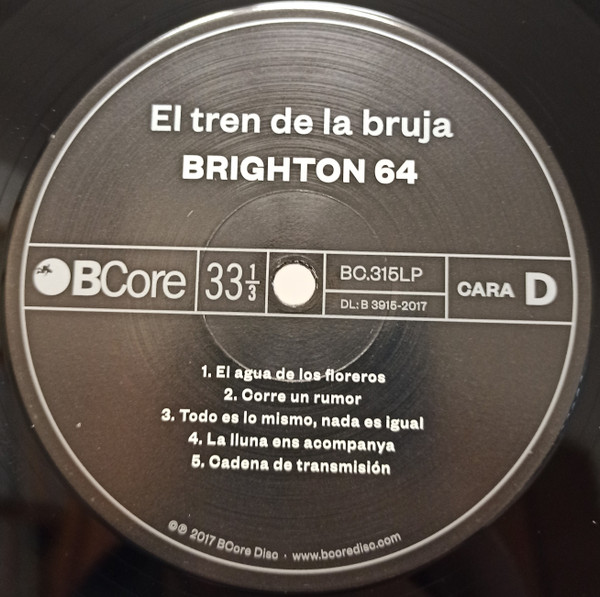 El tren de la bruja
BRIGHTON 64
BCore
33 1/3
BC.315LP
DL: B 3915-2017
CARA D
1. El agua de los floreros
2. Corre un rumor
3. Todo es lo mismo, nada es igual
4. La lluna ens acompanya
5. Cadena de transmisión
©℗ 2017 BCore Disc · www.bcoredisc.com